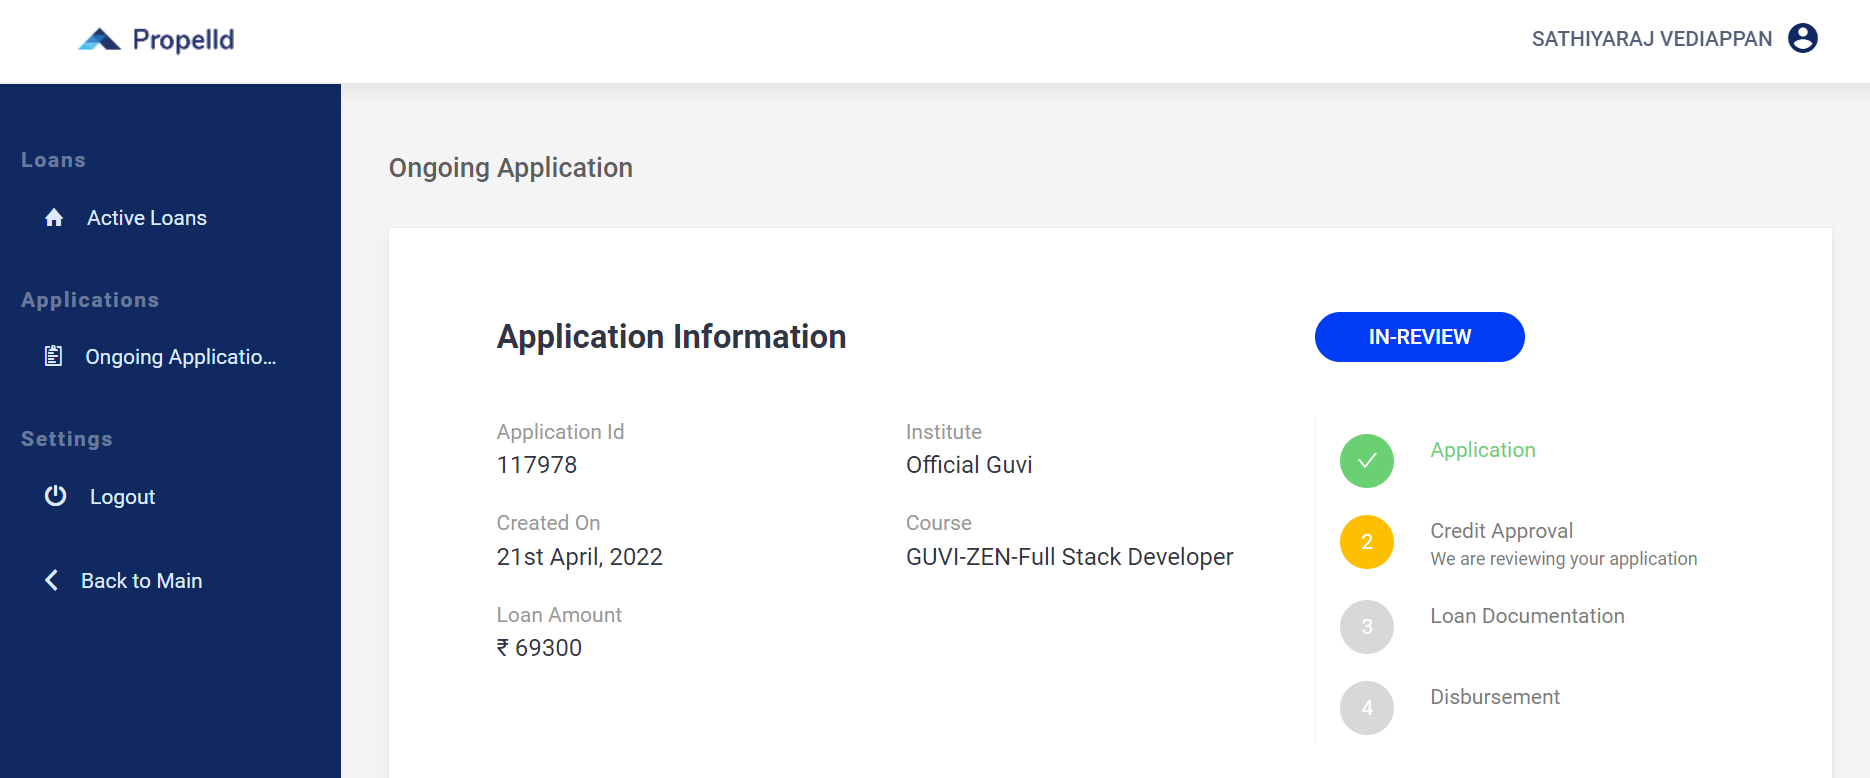 Propelld
SATHIYARAJ VEDIAPPAN
Loans
Active Loans
Applications
Ongoing Applicatio...
Settings
Logout
Back to Main
Ongoing Application
Application Information
IN-REVIEW
Application Id
117978
Institute
Official Guvi
Created On
21st April, 2022
Course
GUVI-ZEN-Full Stack Developer
Loan Amount
₹ 69300
Application
2
Credit Approval
We are reviewing your application
3
Loan Documentation
4
Disbursement